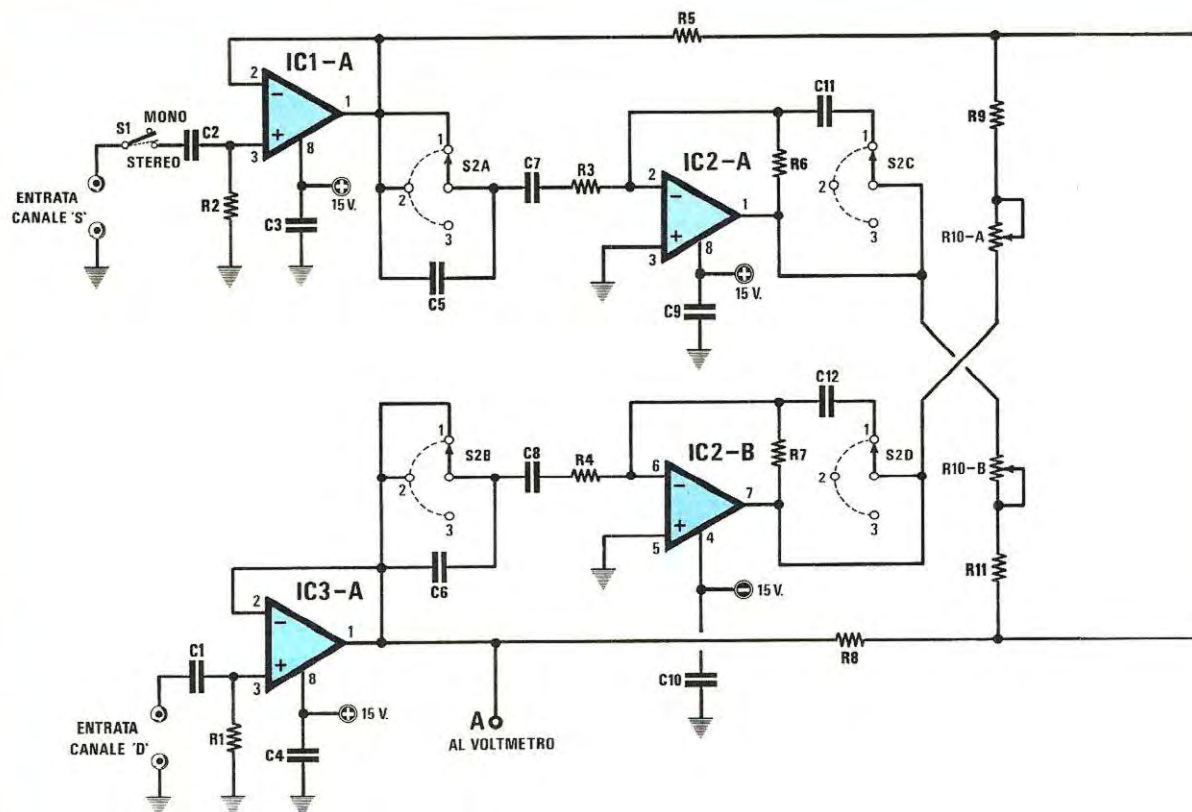 R5
IC1-A
2
1
3
8
S1
MONO
STEREO
C2
ENTRATA
CANALE 'S'
R2
C3
15 V.
1
2
3
S2A
C5
C7
R3
IC2-A
2
1
3
8
15 V.
C9
R6
C11
1
2
3
S2C
R9
R10-A
1
2
3
S2B
C6
C8
R4
IC2-B
6
7
5
4
15 V.
C10
R7
C12
1
2
3
S2D
R10-B
R11
IC3-A
2
1
3
8
C1
ENTRATA
CANALE 'D'
R1
C4
15 V.
A
AL VOLTMETRO
R8